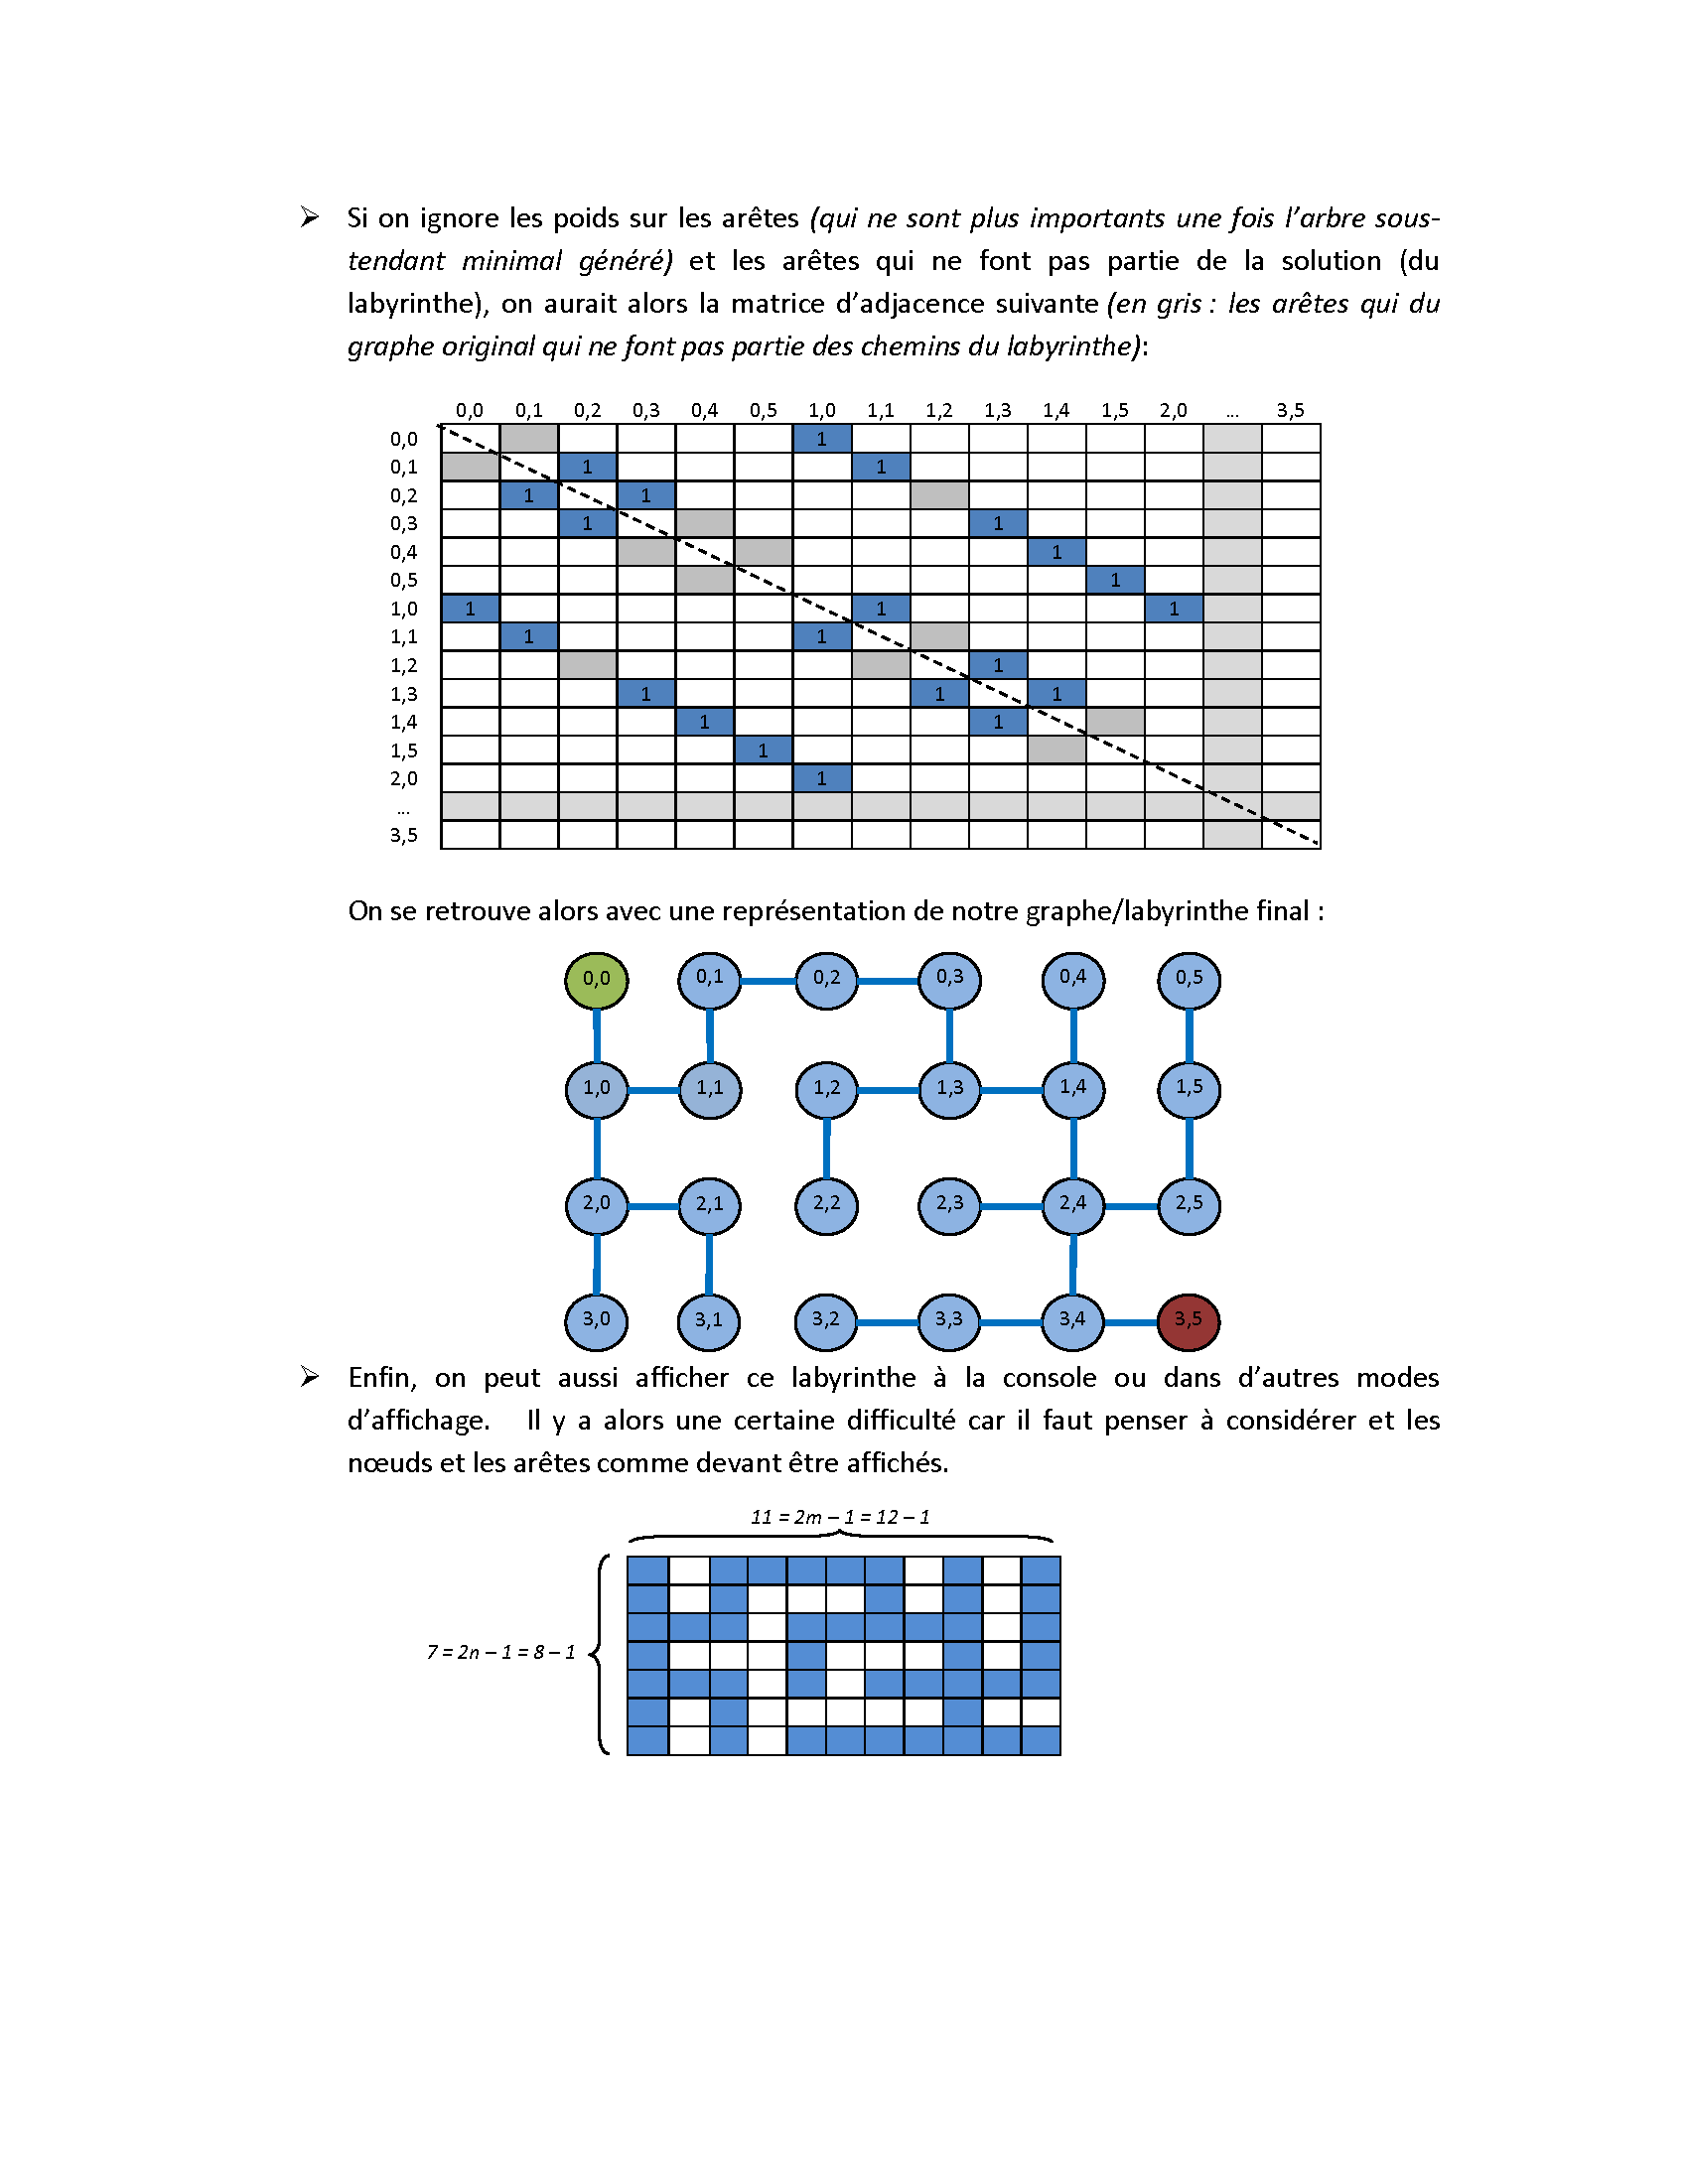 ➢ Si on ignore les poids sur les arêtes (qui ne sont plus importants une fois l’arbre sous-
tendant minimal généré) et les arêtes qui ne font pas partie de la solution (du
labyrinthe), on aurait alors la matrice d’adjacence suivante (en gris : les arêtes qui du
graphe original qui ne font pas partie des chemins du labyrinthe):
0,0 0,1 0,2 0,3 0,4 0,5 1,0 1,1 1,2 1,3 1,4 1,5 2,0 ... 3,5
0,0 1
0,1 1 1
0,2 1 1
0,3 1 1
0,4 1
0,5 1
1,0 1 1 1
1,1 1 1
1,2 1
1,3 1 1 1
1,4 1 1
1,5 1
2,0 1
...
3,5
On se retrouve alors avec une représentation de notre graphe/labyrinthe final :
0,0 0,1 0,2 0,3 0,4 0,5
1,0 1,1 1,2 1,3 1,4 1,5
2,0 2,1 2,2 2,3 2,4 2,5
3,0 3,1 3,2 3,3 3,4 3,5
➢ Enfin, on peut aussi afficher ce labyrinthe à la console ou dans d’autres modes
d’affichage. Il y a alors une certaine difficulté car il faut penser à considérer et les
nœuds et les arêtes comme devant être affichés.
11 = 2m – 1 = 12 – 1
7 = 2n – 1 = 8 – 1